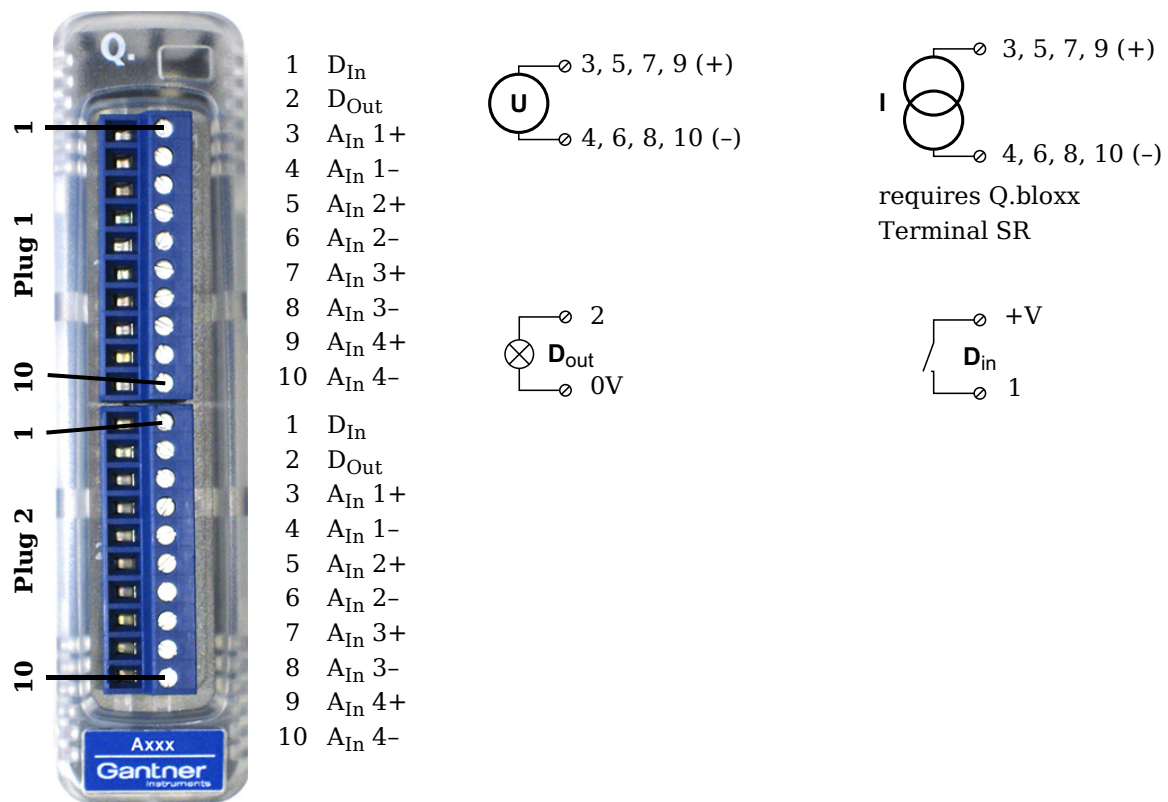 Q.
1
Plug 1
10
1
Plug 2
10
Axxx
Gantner
instruments
1 D_In
2 D_Out
3 A_In 1+
4 A_In 1–
5 A_In 2+
6 A_In 2–
7 A_In 3+
8 A_In 3–
9 A_In 4+
10 A_In 4–
1 D_In
2 D_Out
3 A_In 1+
4 A_In 1–
5 A_In 2+
6 A_In 2–
7 A_In 3+
8 A_In 3–
9 A_In 4+
10 A_In 4–
3, 5, 7, 9 (+)
U
4, 6, 8, 10 (–)
3, 5, 7, 9 (+)
I
4, 6, 8, 10 (–)
requires Q.bloxx
Terminal SR
2
D_out
0V
+V
D_in
1